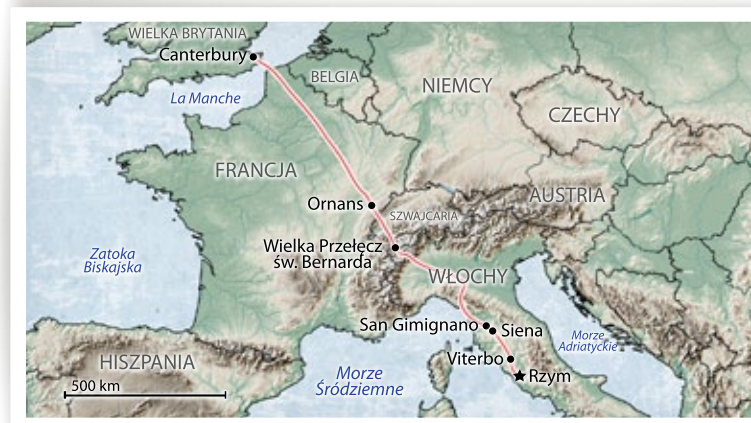 WIELKA BRYTANIA
Canterbury
BELGIA
NIEMCY
La Manche
CZECHY
FRANCJA
AUSTRIA
Ornans
SZWAJCARIA
Wielka Przełęcz
św. Bernarda
Zatoka
Biskajska
WŁOCHY
San Gimignano
Siena
Morze
Adriatyckie
HISZPANIA
Viterbo
Morze
Śródziemne
Rzym
500 km